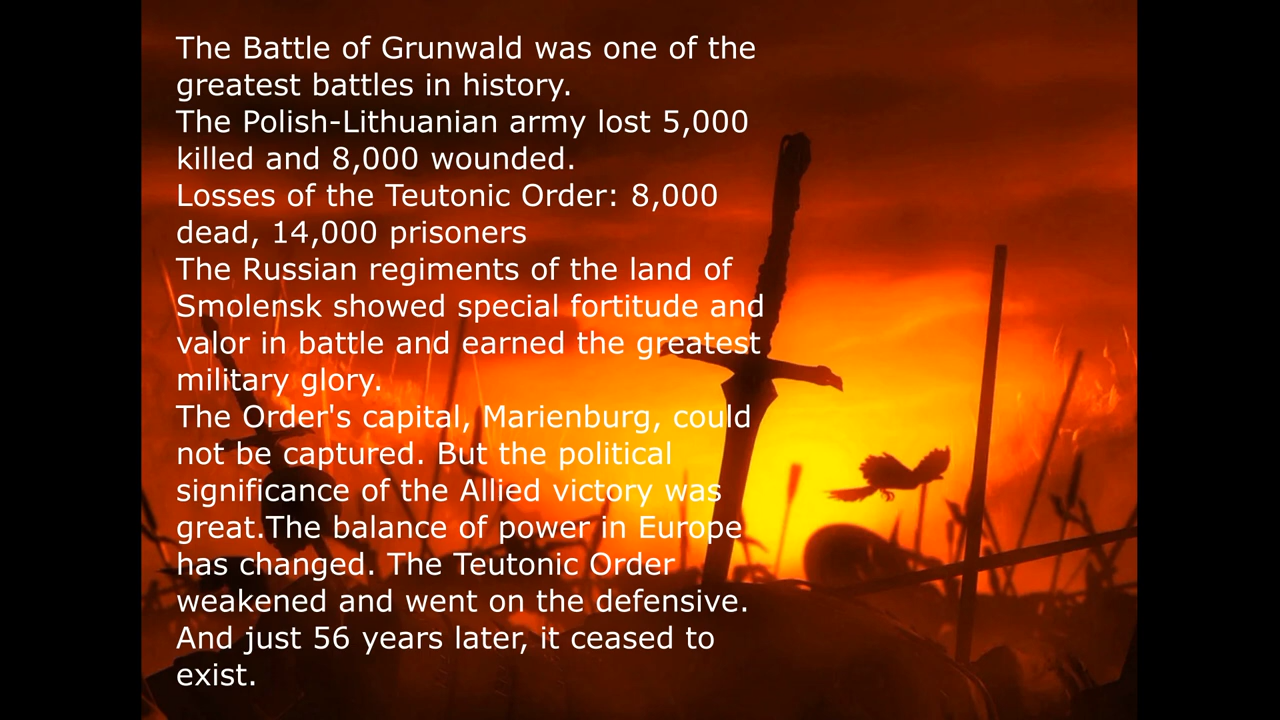 The Battle of Grunwald was one of the
greatest battles in history.
The Polish-Lithuanian army lost 5,000
killed and 8,000 wounded.
Losses of the Teutonic Order: 8,000
dead, 14,000 prisoners
The Russian regiments of the land of
Smolensk showed special fortitude and
valor in battle and earned the greatest
military glory.
The Order's capital, Marienburg, could
not be captured. But the political
significance of the Allied victory was
great.The balance of power in Europe
has changed. The Teutonic Order
weakened and went on the defensive.
And just 56 years later, it ceased to
exist.